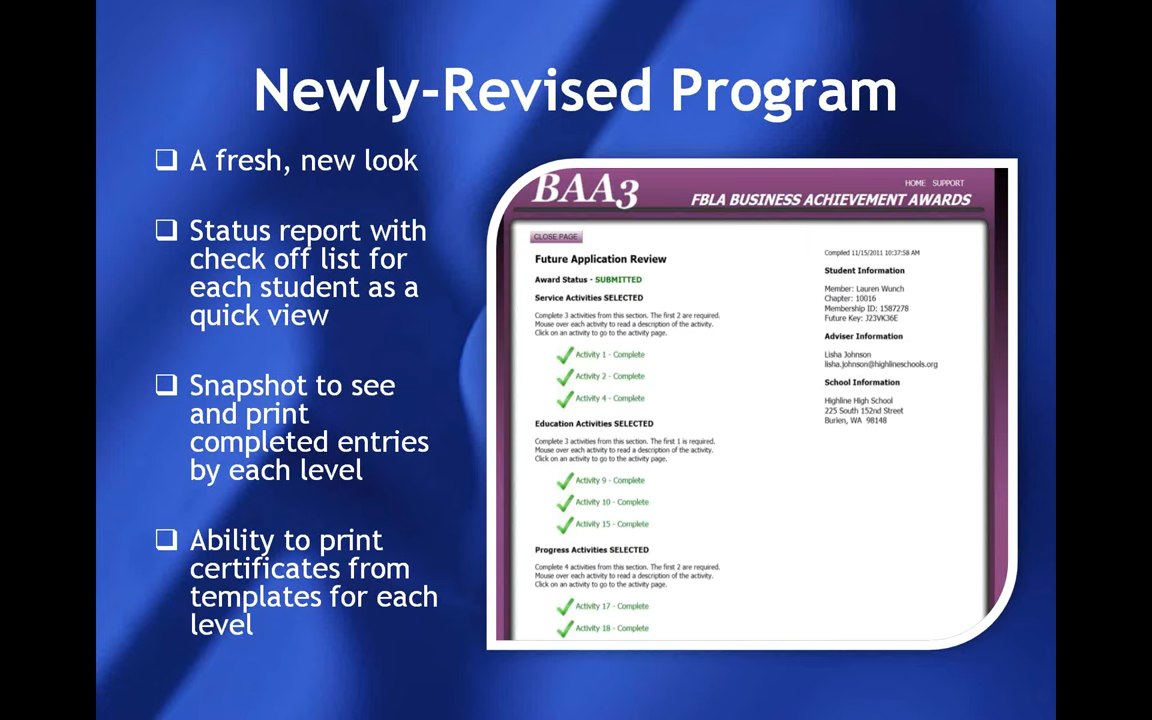 Newly-Revised Program
❑ A fresh, new look
❑ Status report with
check off list for
each student as a
quick view
❑ Snapshot to see
and print
completed entries
by each level
❑ Ability to print
certificates from
templates for each
level
BAA3
HOME SUPPORT
FBLA BUSINESS ACHIEVEMENT AWARDS
CLOSE PAGE
Future Application Review
Award Status - SUBMITTED
Service Activities SELECTED
Complete 3 activities from this section. The first 2 are required.
Mouse over each activity to read a description of the activity.
Click on an activity to go to the activity page.
Activity 1 - Complete
Activity 2 - Complete
Activity 4 - Complete
Education Activities SELECTED
Complete 3 activities from this section. The first 1 is required.
Mouse over each activity to read a description of the activity.
Click on an activity to go to the activity page.
Activity 9 - Complete
Activity 10 - Complete
Activity 15 - Complete
Progress Activities SELECTED
Complete 4 activities from this section. The first 2 are required.
Mouse over each activity to read a description of the activity.
Click on an activity to go to the activity page.
Activity 17 - Complete
Activity 18 - Complete
Compiled 11/15/2011 10:37:58 AM
Student Information
Member: Lauren Wunch
Chapter: 10016
Membership ID: 1587278
Future Key: J23VK36E
Adviser Information
Lisha Johnson
lisha.johnson@highlineschools.org
School Information
Highline High School
225 South 152nd Street
Burien, WA 98148